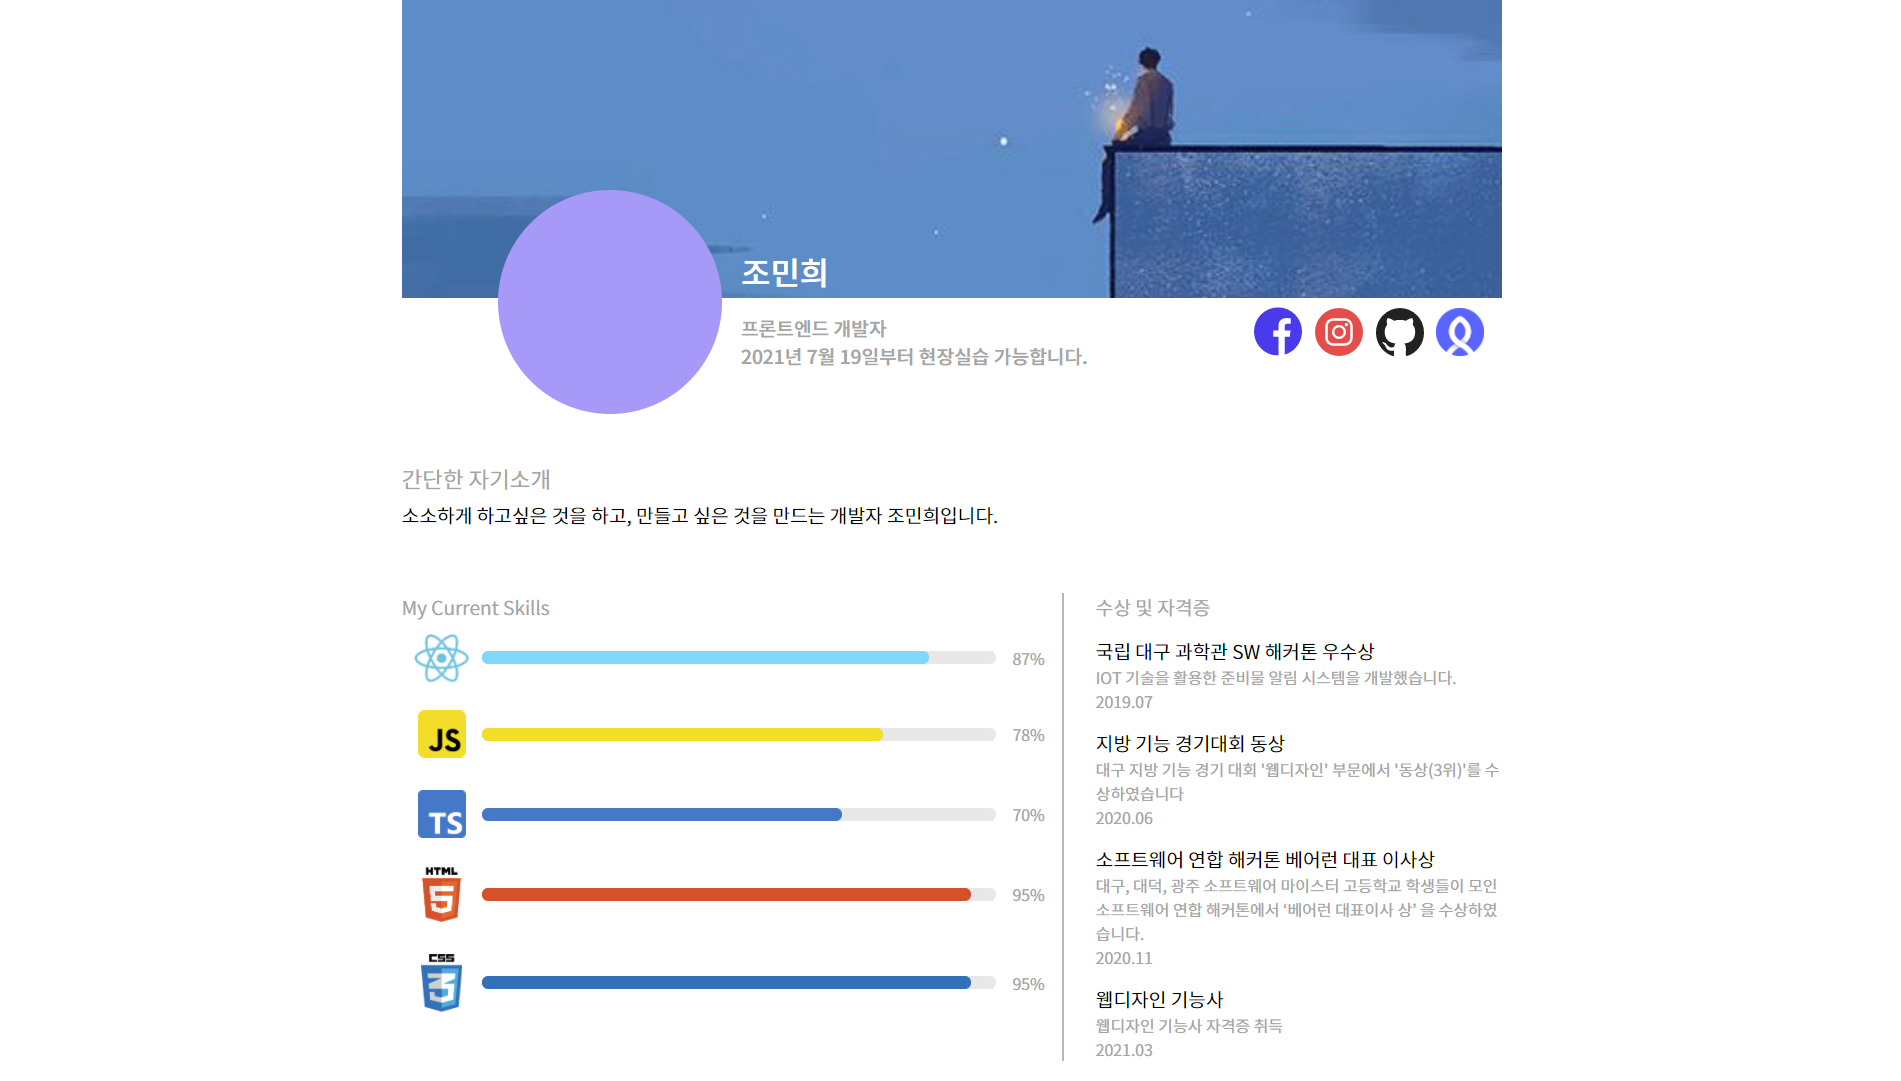 조민희
프론트엔드 개발자
2021년 7월 19일부터 현장실습 가능합니다.
간단한 자기소개
소소하게 하고싶은 것을 하고, 만들고 싶은 것을 만드는 개발자 조민희입니다.
My Current Skills
87%
JS
78%
TS
70%
HTML
5
95%
CSS
3
95%
수상 및 자격증
국립 대구 과학관 SW 해커톤 우수상
IOT 기술을 활용한 준비물 알림 시스템을 개발했습니다.
2019.07
지방 기능 경기대회 동상
대구 지방 기능 경기 대회 '웹디자인' 부문에서 '동상(3위)'를 수
상하였습니다
2020.06
소프트웨어 연합 해커톤 베어런 대표 이사상
대구, 대덕, 광주 소프트웨어 마이스터 고등학교 학생들이 모인
소프트웨어 연합 해커톤에서 ‘베어런 대표이사 상’ 을 수상하였
습니다.
2020.11
웹디자인 기능사
웹디자인 기능사 자격증 취득
2021.03